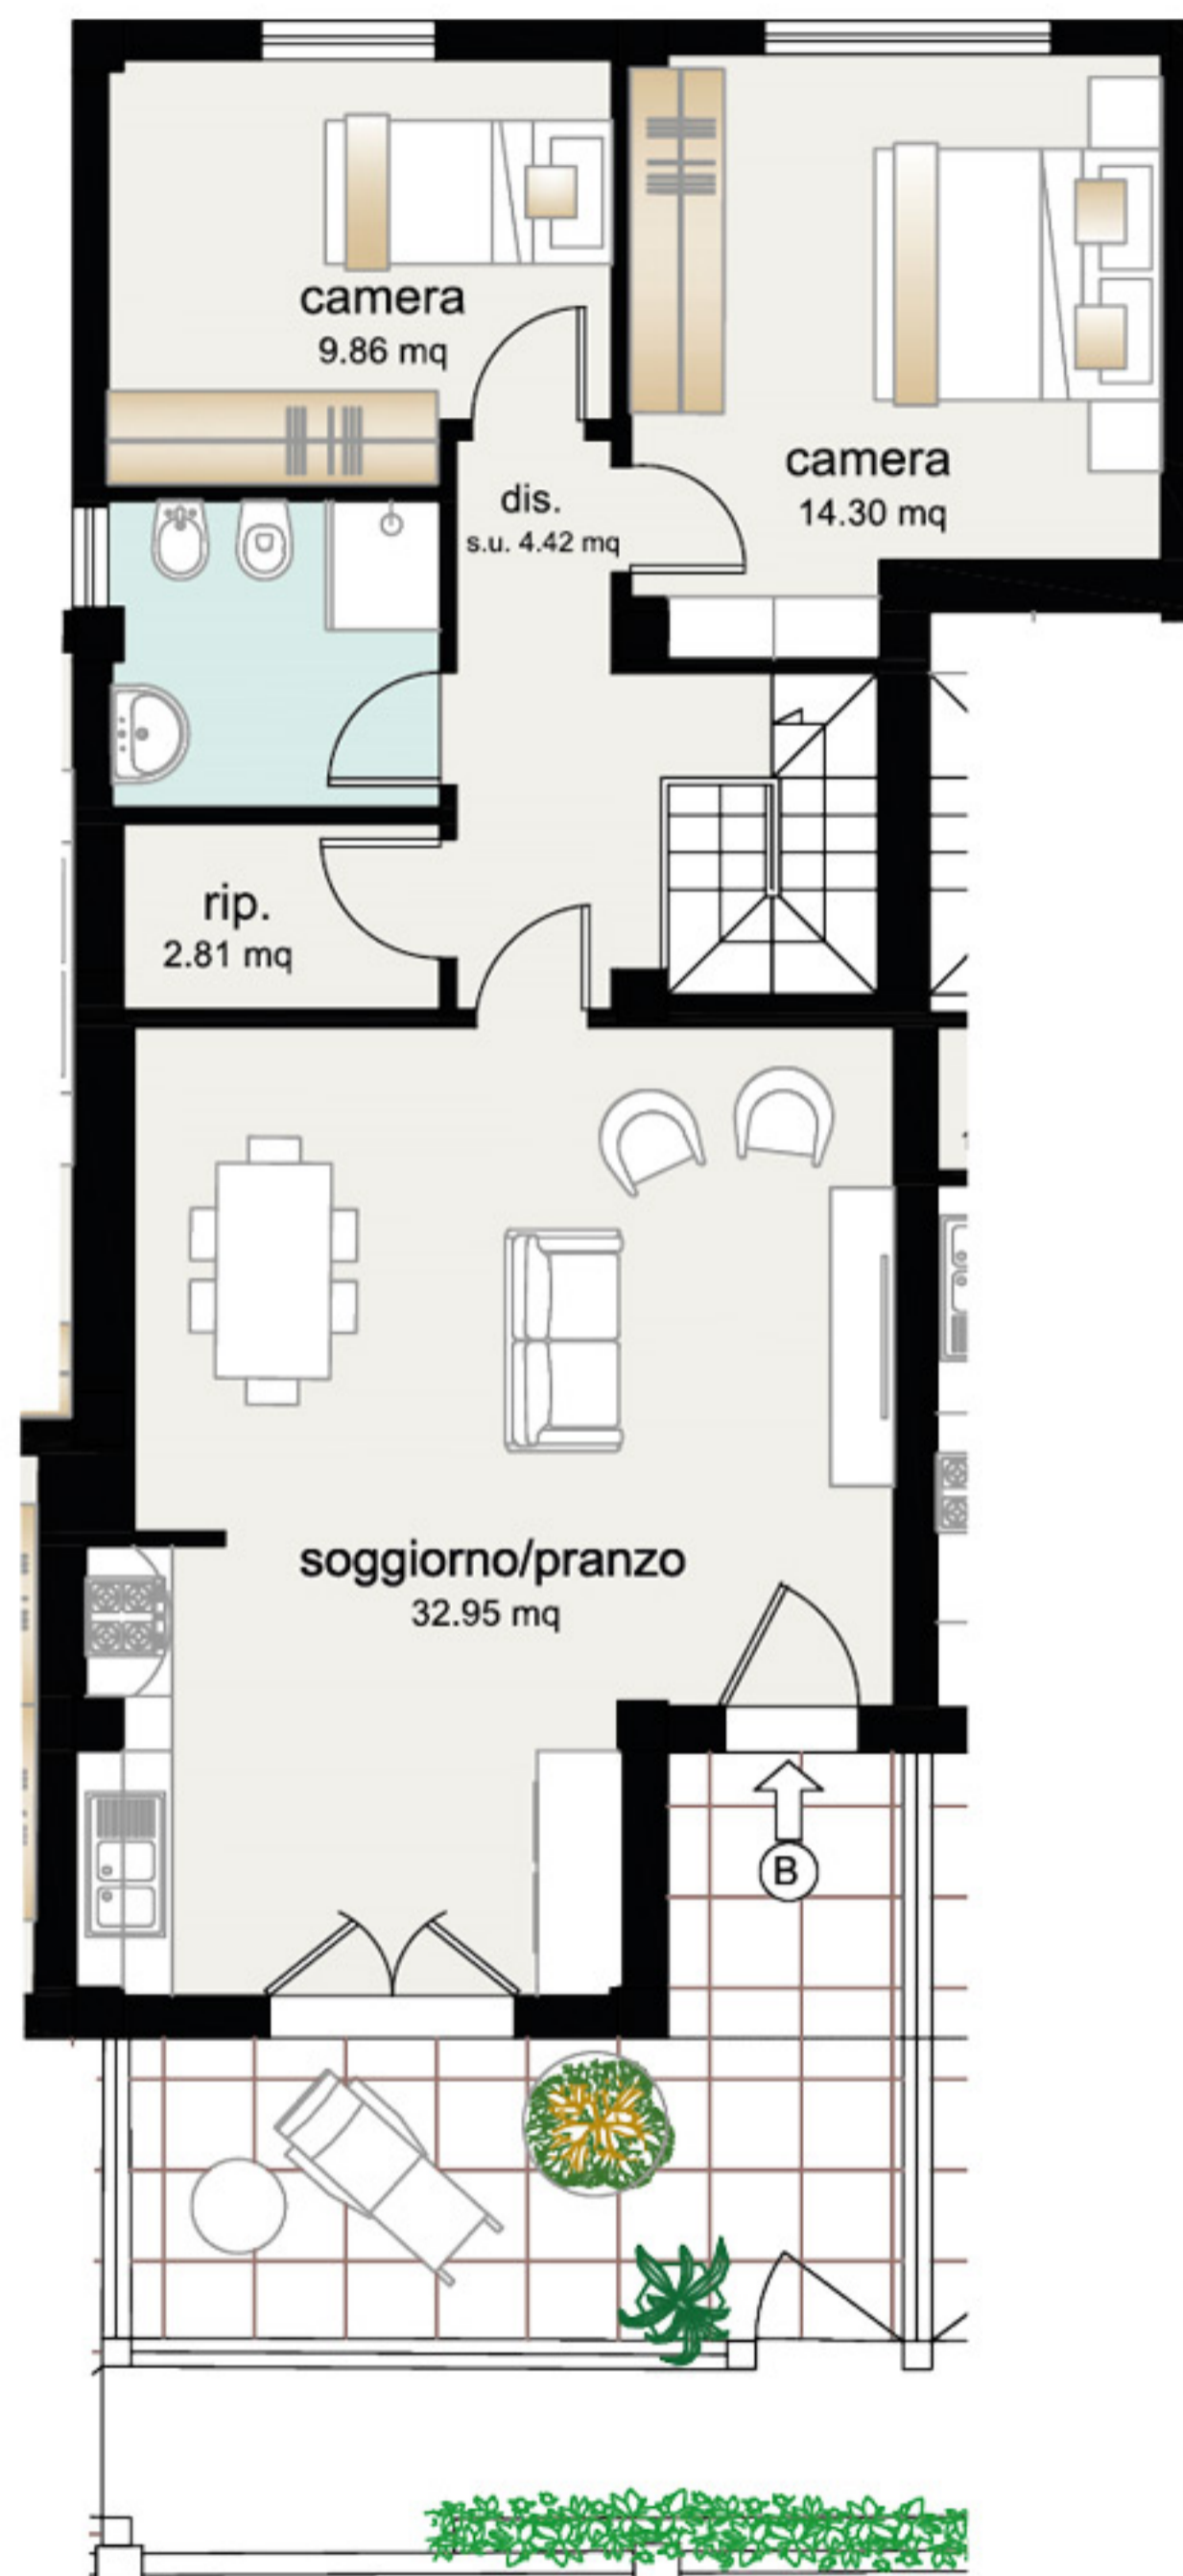 camera
9.86 mq
camera
14.30 mq
dis.
s.u. 4.42 mq
rip.
2.81 mq
soggiorno/pranzo
32.95 mq
B